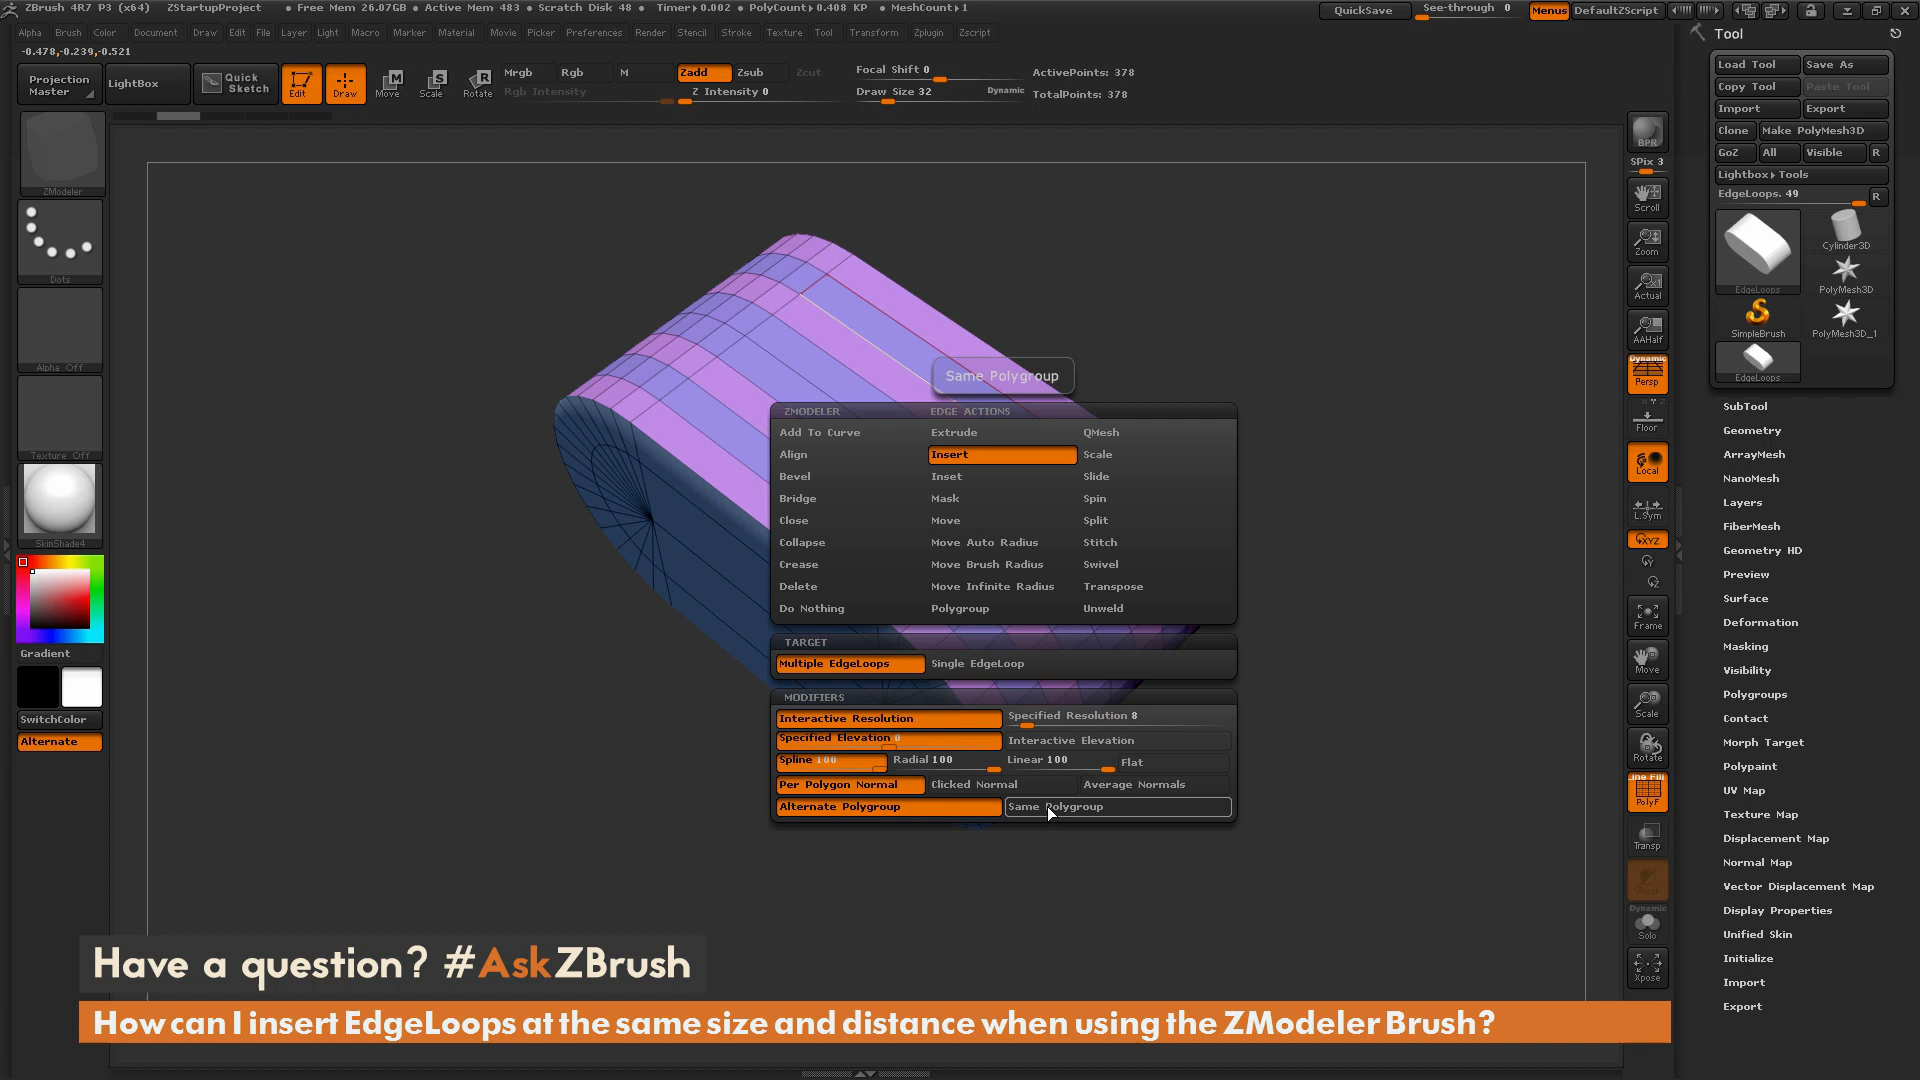 ZBrush 4R7 P3 (x64) ZStartupProject • Free Mem 26.07GB • Active Mem 483 • Scratch Disk 48 • Timer▸0.002 • PolyCount▸0.408 KP • MeshCount▸1 QuickSave See-through 0 Menus DefaultZScript
Alpha Brush Color Document Draw Edit File Layer Light Macro Marker Material Movie Picker Preferences Render Stencil Stroke Texture Tool Transform Zplugin Zscript
-0.478,-0.239,-0.521
Projection Master
LightBox
Quick Sketch
Edit
Draw
Move
Scale
Rotate
Mrgb Rgb M Zadd Zsub Zcut
Rgb Intensity Z Intensity 0
Focal Shift 0
Draw Size 32 Dynamic
ActivePoints: 378
TotalPoints: 378
ZModeler
Dots
Alpha Off
Texture Off
SkinShade4
Gradient
SwitchColor
Alternate
Same Polygroup
ZMODELER EDGE ACTIONS
Add To Curve Extrude QMesh
Align Insert Scale
Bevel Inset Slide
Bridge Mask Spin
Close Move Split
Collapse Move Auto Radius Stitch
Crease Move Brush Radius Swivel
Delete Move Infinite Radius Transpose
Do Nothing Polygroup Unweld
TARGET
Multiple EdgeLoops Single EdgeLoop
MODIFIERS
Interactive Resolution Specified Resolution 8
Specified Elevation 0 Interactive Elevation
Spline 100 Radial 100 Linear 100 Flat
Per Polygon Normal Clicked Normal Average Normals
Alternate Polygroup Same Polygroup
BPR
SPix 3
Scroll
Zoom
Actual
AAHalf
Dynamic
Persp
Floor
Local
L.Sym
XYZ
Y
Z
Frame
Move
Scale
Rotate
Line Fill
PolyF
Transp
Ghost
Dynamic
Solo
Xpose
Tool
Load Tool Save As
Copy Tool Paste Tool
Import Export
Clone Make PolyMesh3D
GoZ All Visible R
Lightbox▸Tools
EdgeLoops. 49 R
EdgeLoops
Cylinder3D
PolyMesh3D
SimpleBrush
PolyMesh3D_1
EdgeLoops
SubTool
Geometry
ArrayMesh
NanoMesh
Layers
FiberMesh
Geometry HD
Preview
Surface
Deformation
Masking
Visibility
Polygroups
Contact
Morph Target
Polypaint
UV Map
Texture Map
Displacement Map
Normal Map
Vector Displacement Map
Display Properties
Unified Skin
Initialize
Import
Export
Have a question? #AskZBrush
How can I insert EdgeLoops at the same size and distance when using the ZModeler Brush?